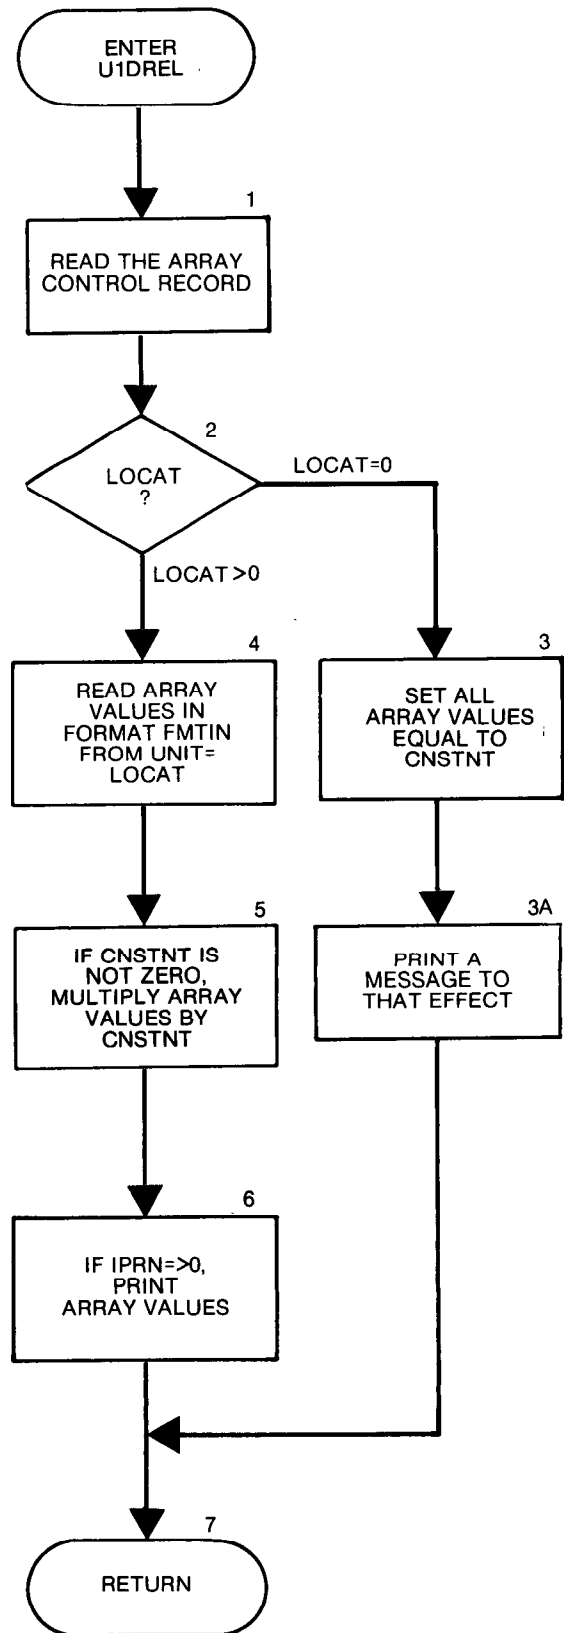 ENTER
U1DREL
1
READ THE ARRAY
CONTROL RECORD
2
LOCAT
?
LOCAT=0
LOCAT>0
4
READ ARRAY
VALUES IN
FORMAT FMTIN
FROM UNIT=
LOCAT
3
SET ALL
ARRAY VALUES
EQUAL TO
CNSTNT
5
IF CNSTNT IS
NOT ZERO,
MULTIPLY ARRAY
VALUES BY
CNSTNT
3A
PRINT A
MESSAGE TO
THAT EFFECT
6
IF IPRN=>0,
PRINT
ARRAY VALUES
7
RETURN